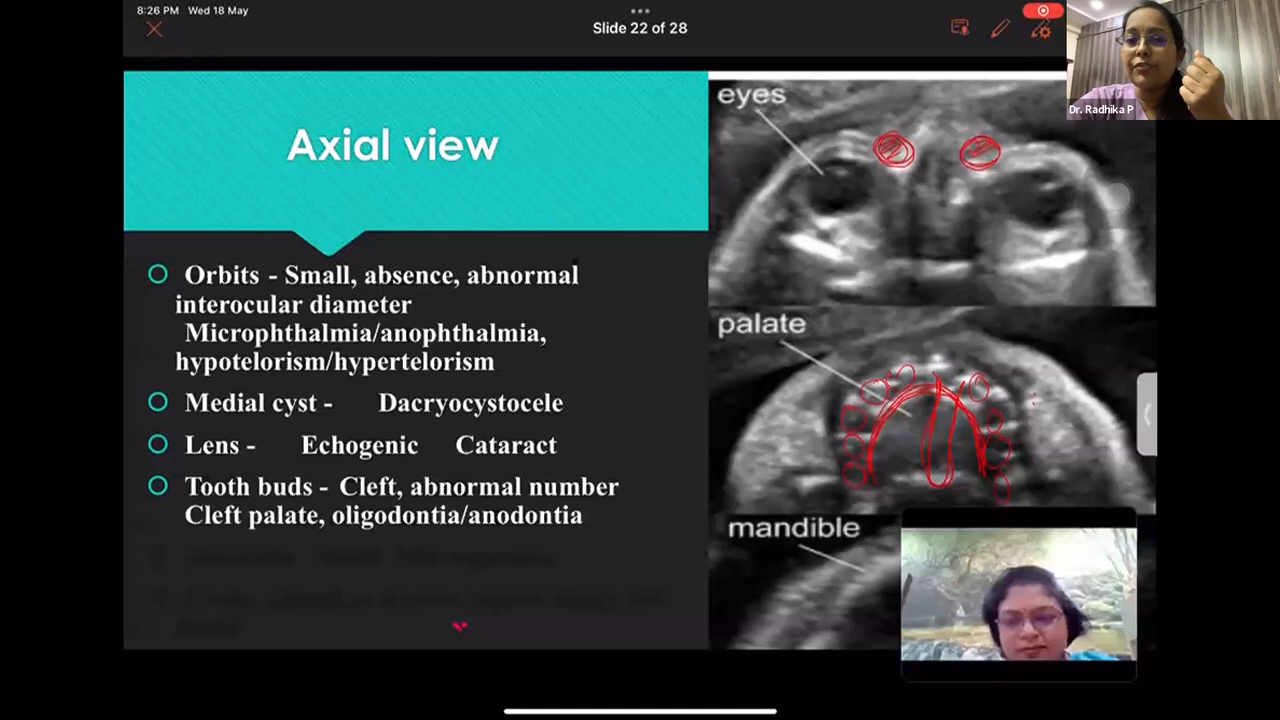 8:26 PM Wed 18 May
Slide 22 of 28
Dr. Radhika P
Axial view
Orbits - Small, absence, abnormal
interocular diameter
Microphthalmia/anophthalmia,
hypotelorism/hypertelorism
Medial cyst - Dacryocystocele
Lens - Echogenic Cataract
Tooth buds - Cleft, abnormal number
Cleft palate, oligodontia/anodontia
eyes
palate
mandible